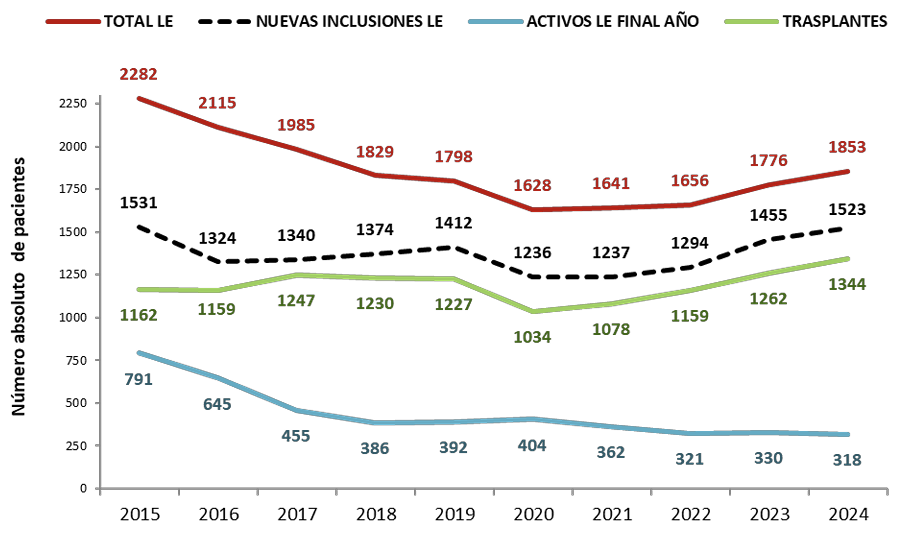 TOTAL LE NUEVAS INCLUSIONES LE ACTIVOS LE FINAL AÑO TRASPLANTES
Número absoluto de pacientes
2250
2000
1750
1500
1250
1000
750
500
250
0
2282 2115 1985 1829 1798 1628 1641 1656 1776 1853
1531 1324 1340 1374 1412 1236 1237 1294 1455 1523
1162 1159 1247 1230 1227 1034 1078 1159 1262 1344
791 645 455 386 392 404 362 321 330 318
2015 2016 2017 2018 2019 2020 2021 2022 2023 2024